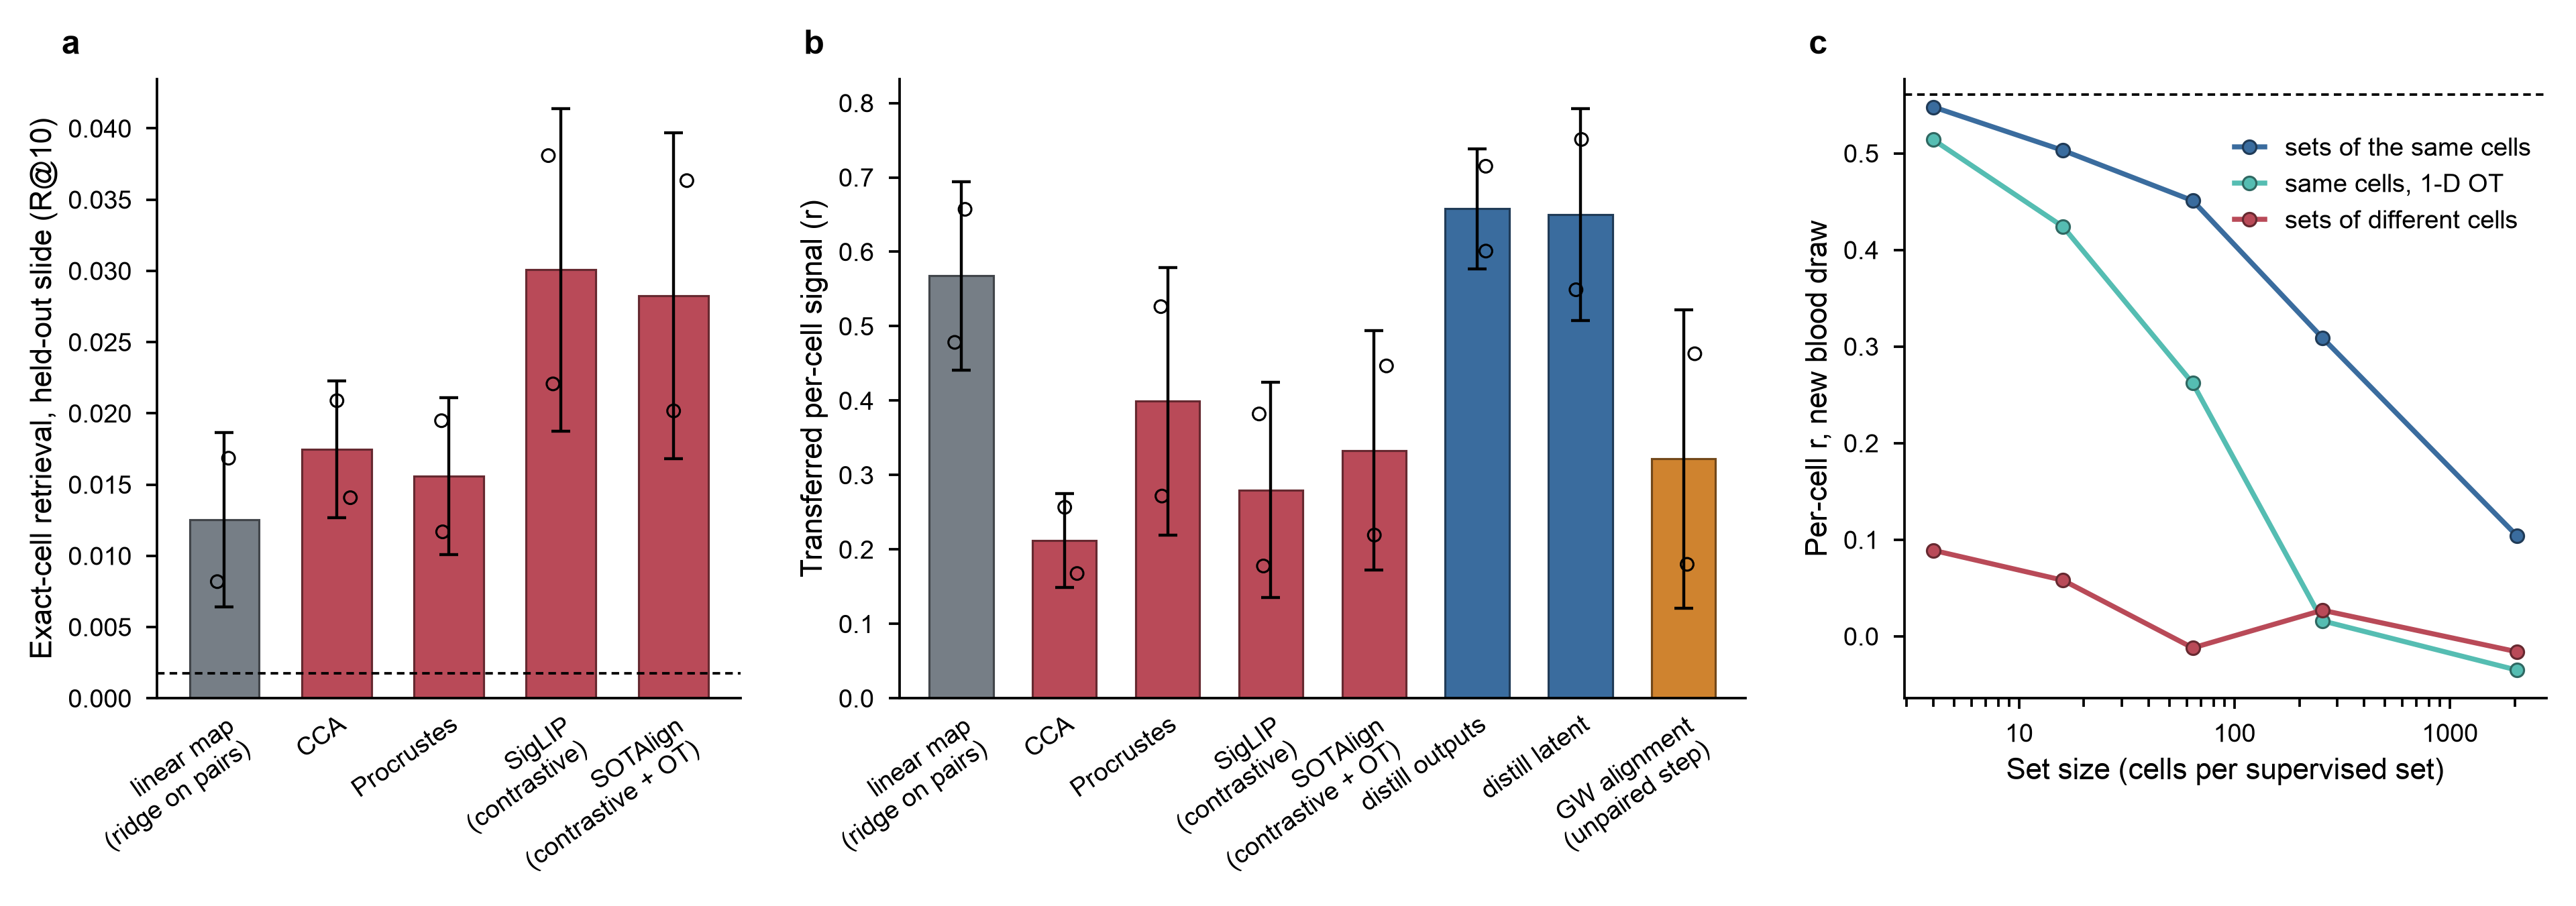 a
Exact-cell retrieval, held-out slide (R@10)
0.040
0.035
0.030
0.025
0.020
0.015
0.010
0.005
0.000
linear map
(ridge on pairs)
CCA
Procrustes
SigLIP
(contrastive)
SOTAlign
(contrastive + OT)
b
Transferred per-cell signal (r)
0.8
0.7
0.6
0.5
0.4
0.3
0.2
0.1
0.0
linear map
(ridge on pairs)
CCA
Procrustes
SigLIP
(contrastive)
SOTAlign
(contrastive + OT)
distill outputs
distill latent
GW alignment
(unpaired step)
c
Per-cell r, new blood draw
0.5
0.4
0.3
0.2
0.1
0.0
sets of the same cells
same cells, 1-D OT
sets of different cells
10
100
1000
Set size (cells per supervised set)